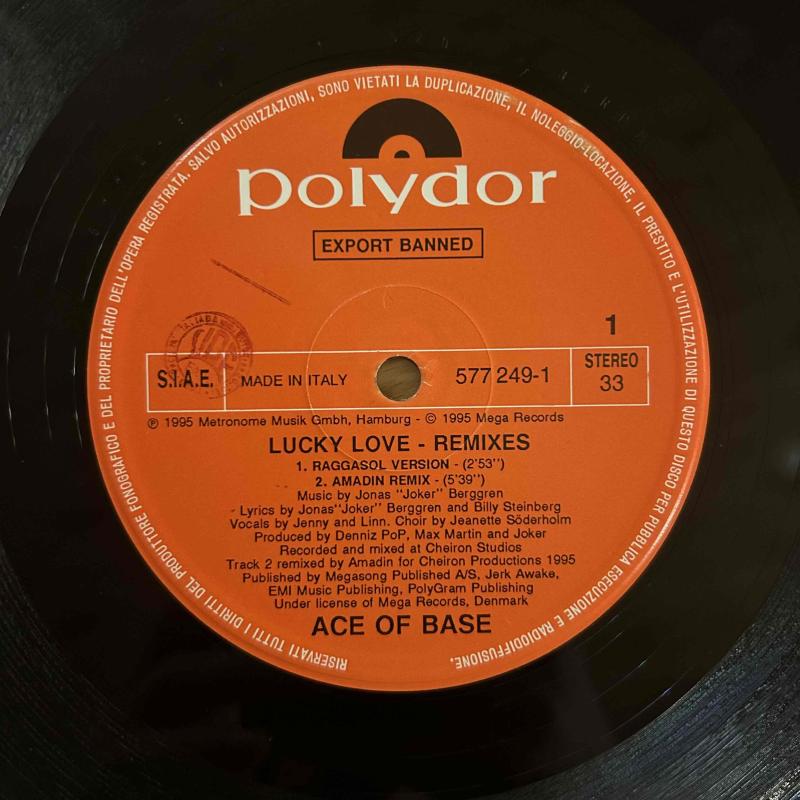 RISERVATI TUTTI I DIRITTI DEL PRODUTTORE FONOGRAFICO E DEL PROPRIETARIO DELL'OPERA REGISTRATA. SALVO AUTORIZZAZIONI, SONO VIETATI LA DUPLICAZIONE, IL NOLEGGIO-LOCAZIONE, IL PRESTITO E L'UTILIZZAZIONE DI QUESTO DISCO PER PUBBLICA ESECUZIONE E RADIODIFFUSIONE.
polydor
EXPORT BANNED
1
S.I.A.E.
MADE IN ITALY
577 249-1
STEREO
33
℗ 1995 Metronome Musik Gmbh, Hamburg - © 1995 Mega Records
LUCKY LOVE - REMIXES
1. RAGGASOL VERSION - (2'53'')
2. AMADIN REMIX - (5'39'')
Music by Jonas "Joker" Berggren
Lyrics by Jonas"Joker" Berggren and Billy Steinberg
Vocals by Jenny and Linn. Choir by Jeanette Söderholm
Produced by Denniz PoP, Max Martin and Joker
Recorded and mixed at Cheiron Studios
Track 2 remixed by Amadin for Cheiron Productions 1995
Published by Megasong Published A/S, Jerk Awake,
EMI Music Publishing, PolyGram Publishing
Under license of Mega Records, Denmark
ACE OF BASE